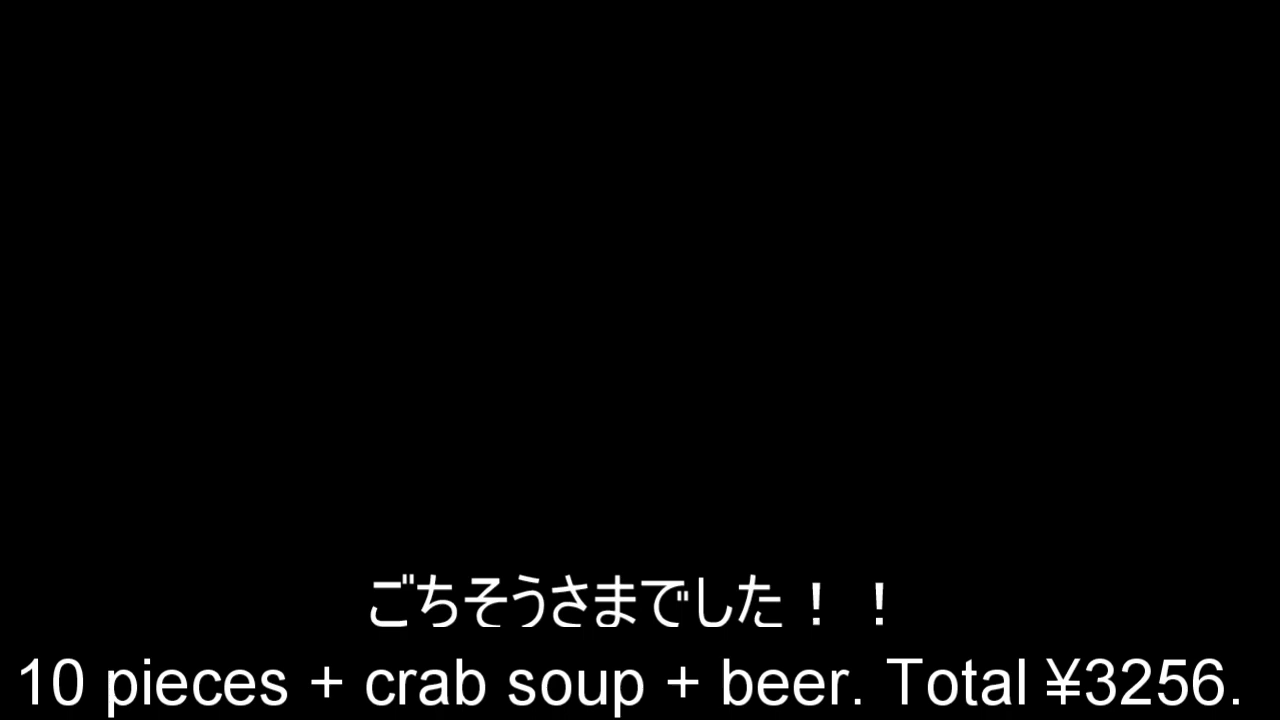 ごちそうさまでした！！
10 pieces + crab soup + beer. Total ¥3256.